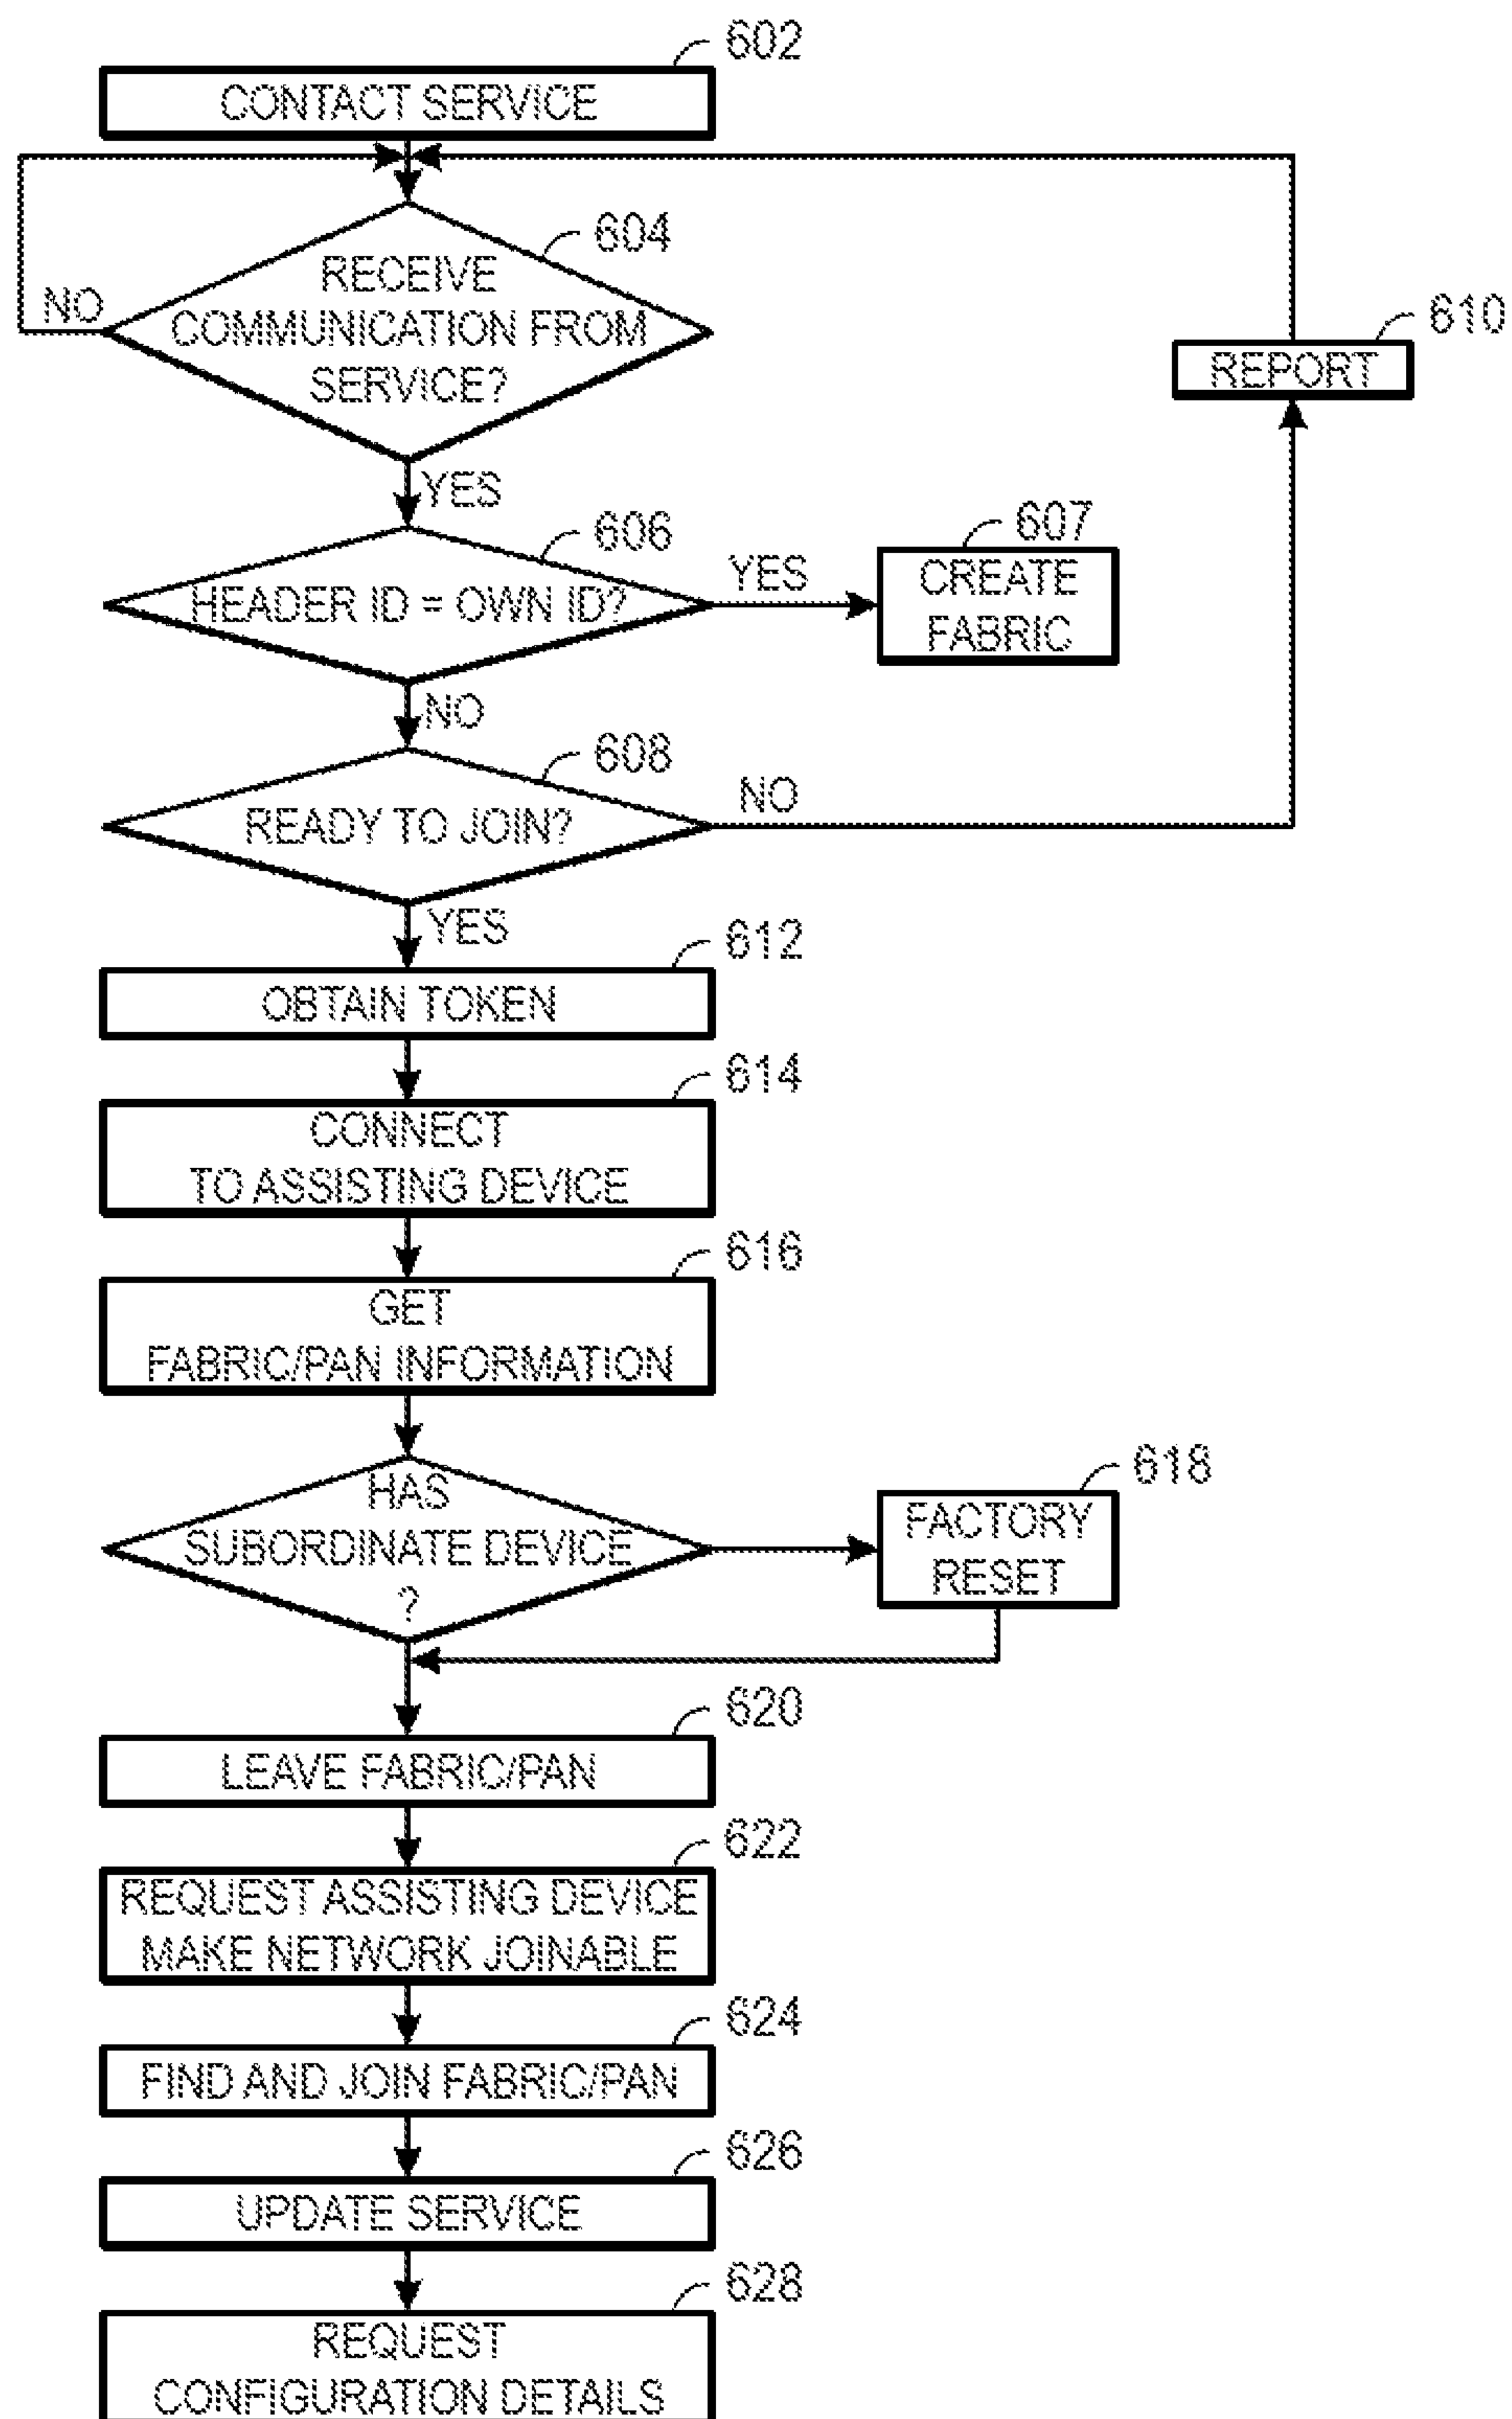 602
CONTACT SERVICE
604
RECEIVE
COMMUNICATION FROM
SERVICE?
NO
610
REPORT
YES
606
HEADER ID = OWN ID?
YES
607
CREATE
FABRIC
NO
608
READY TO JOIN?
NO
YES
612
OBTAIN TOKEN
614
CONNECT
TO ASSISTING DEVICE
616
GET
FABRIC/PAN INFORMATION
HAS
SUBORDINATE DEVICE
?
618
FACTORY
RESET
620
LEAVE FABRIC/PAN
622
REQUEST ASSISTING DEVICE
MAKE NETWORK JOINABLE
624
FIND AND JOIN FABRIC/PAN
626
UPDATE SERVICE
628
REQUEST
CONFIGURATION DETAILS